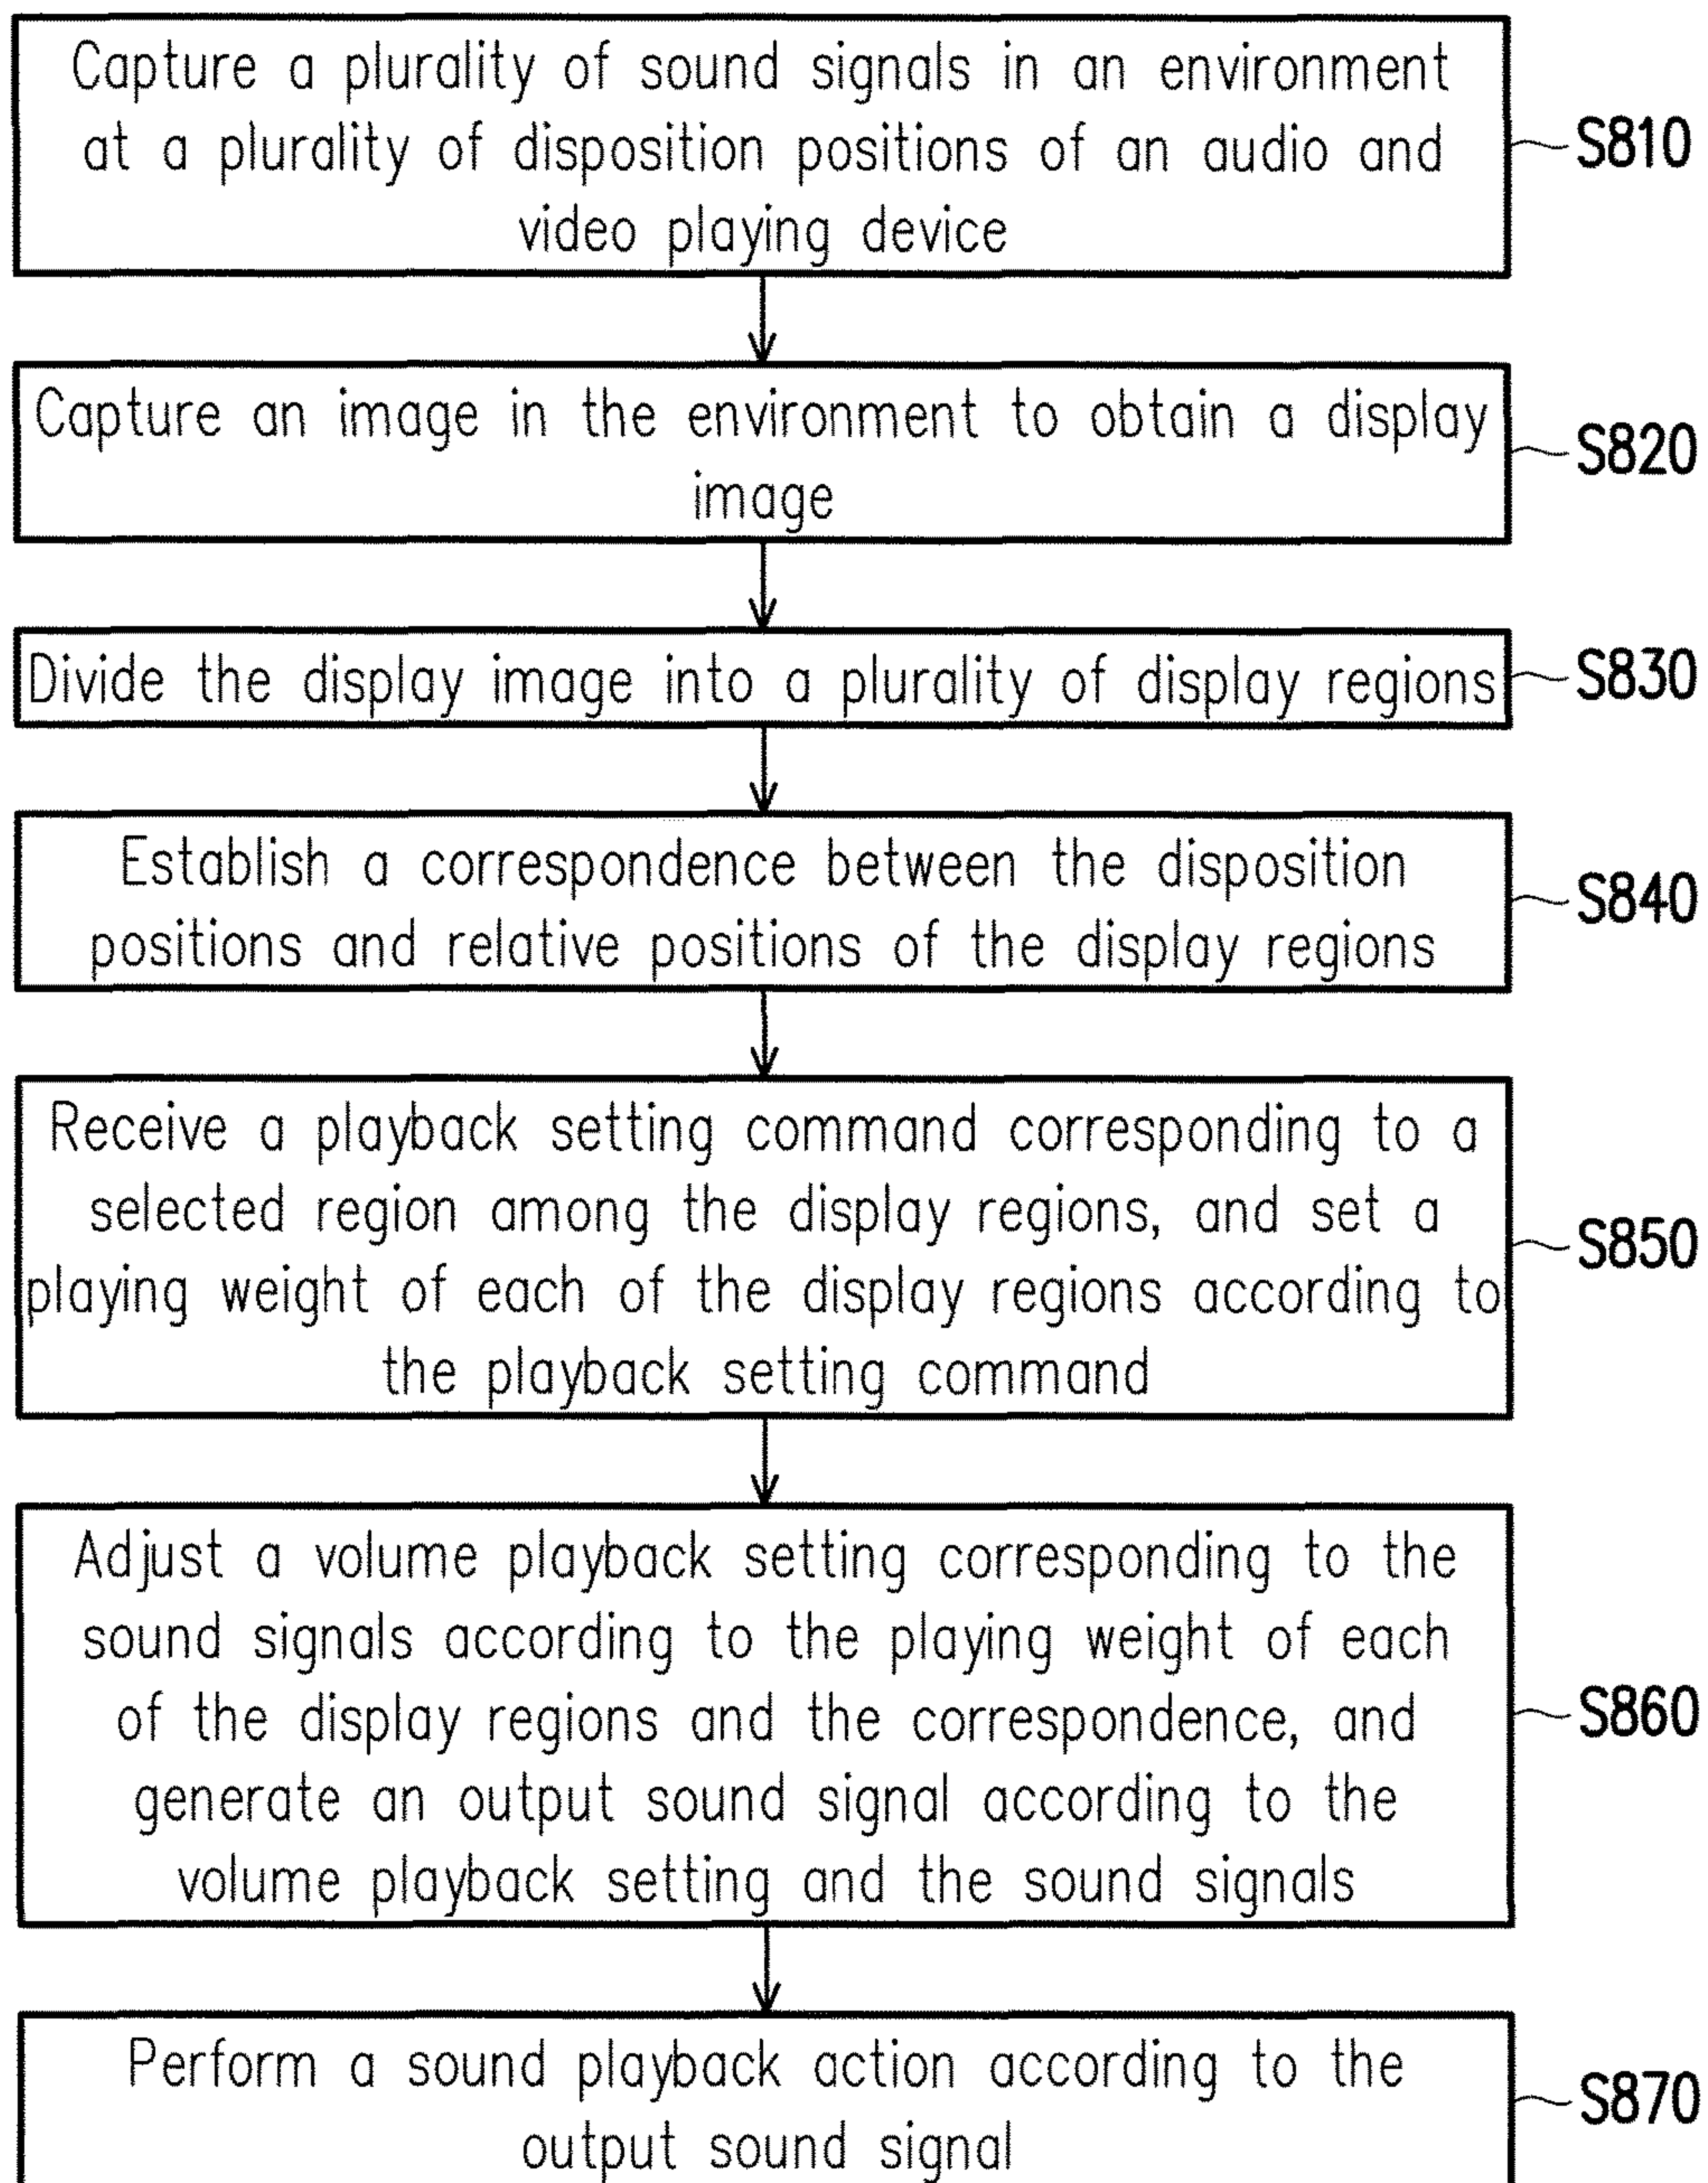 Capture a plurality of sound signals in an environment
at a plurality of disposition positions of an audio and
video playing device
S810
Capture an image in the environment to obtain a display
image
S820
Divide the display image into a plurality of display regions
S830
Establish a correspondence between the disposition
positions and relative positions of the display regions
S840
Receive a playback setting command corresponding to a
selected region among the display regions, and set a
playing weight of each of the display regions according to
the playback setting command
S850
Adjust a volume playback setting corresponding to the
sound signals according to the playing weight of each
of the display regions and the correspondence, and
generate an output sound signal according to the
volume playback setting and the sound signals
S860
Perform a sound playback action according to the
output sound signal
S870